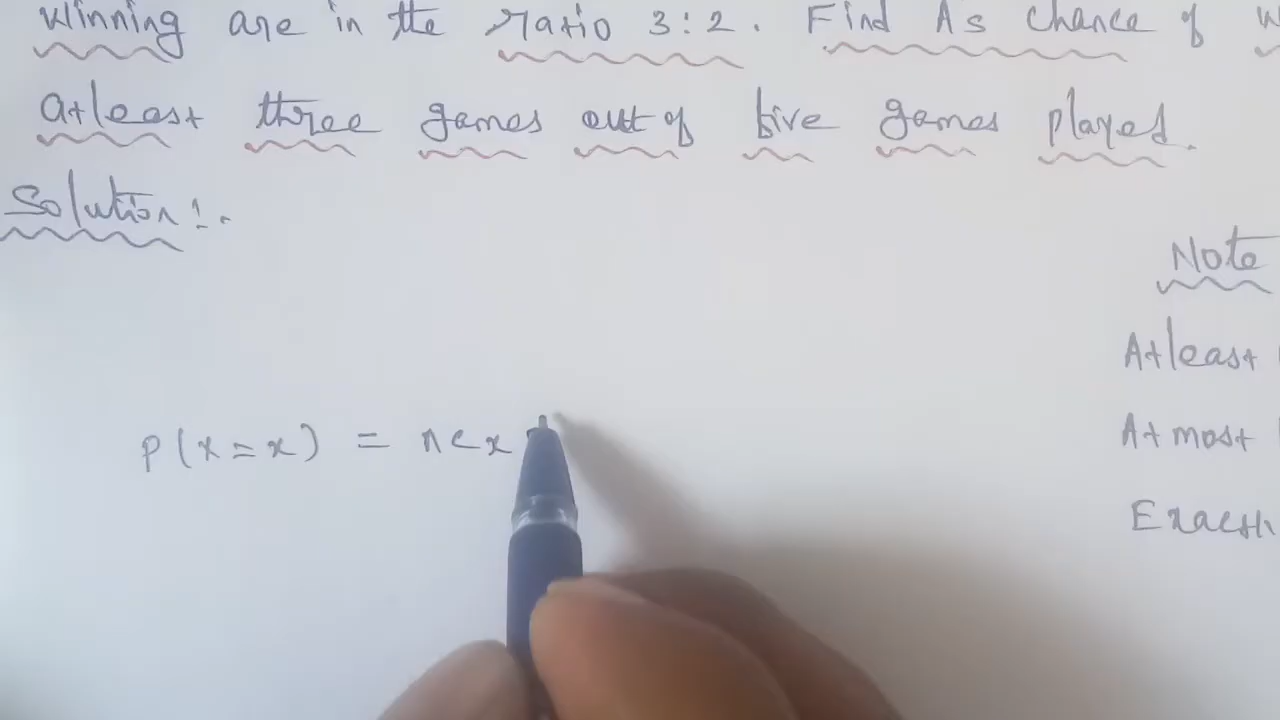 winning are in the ratio 3:2. Find As chance of
atleast three games out of five games played.
Solution:-
Note
Atleast
P(X=x) = ncx
Atmost